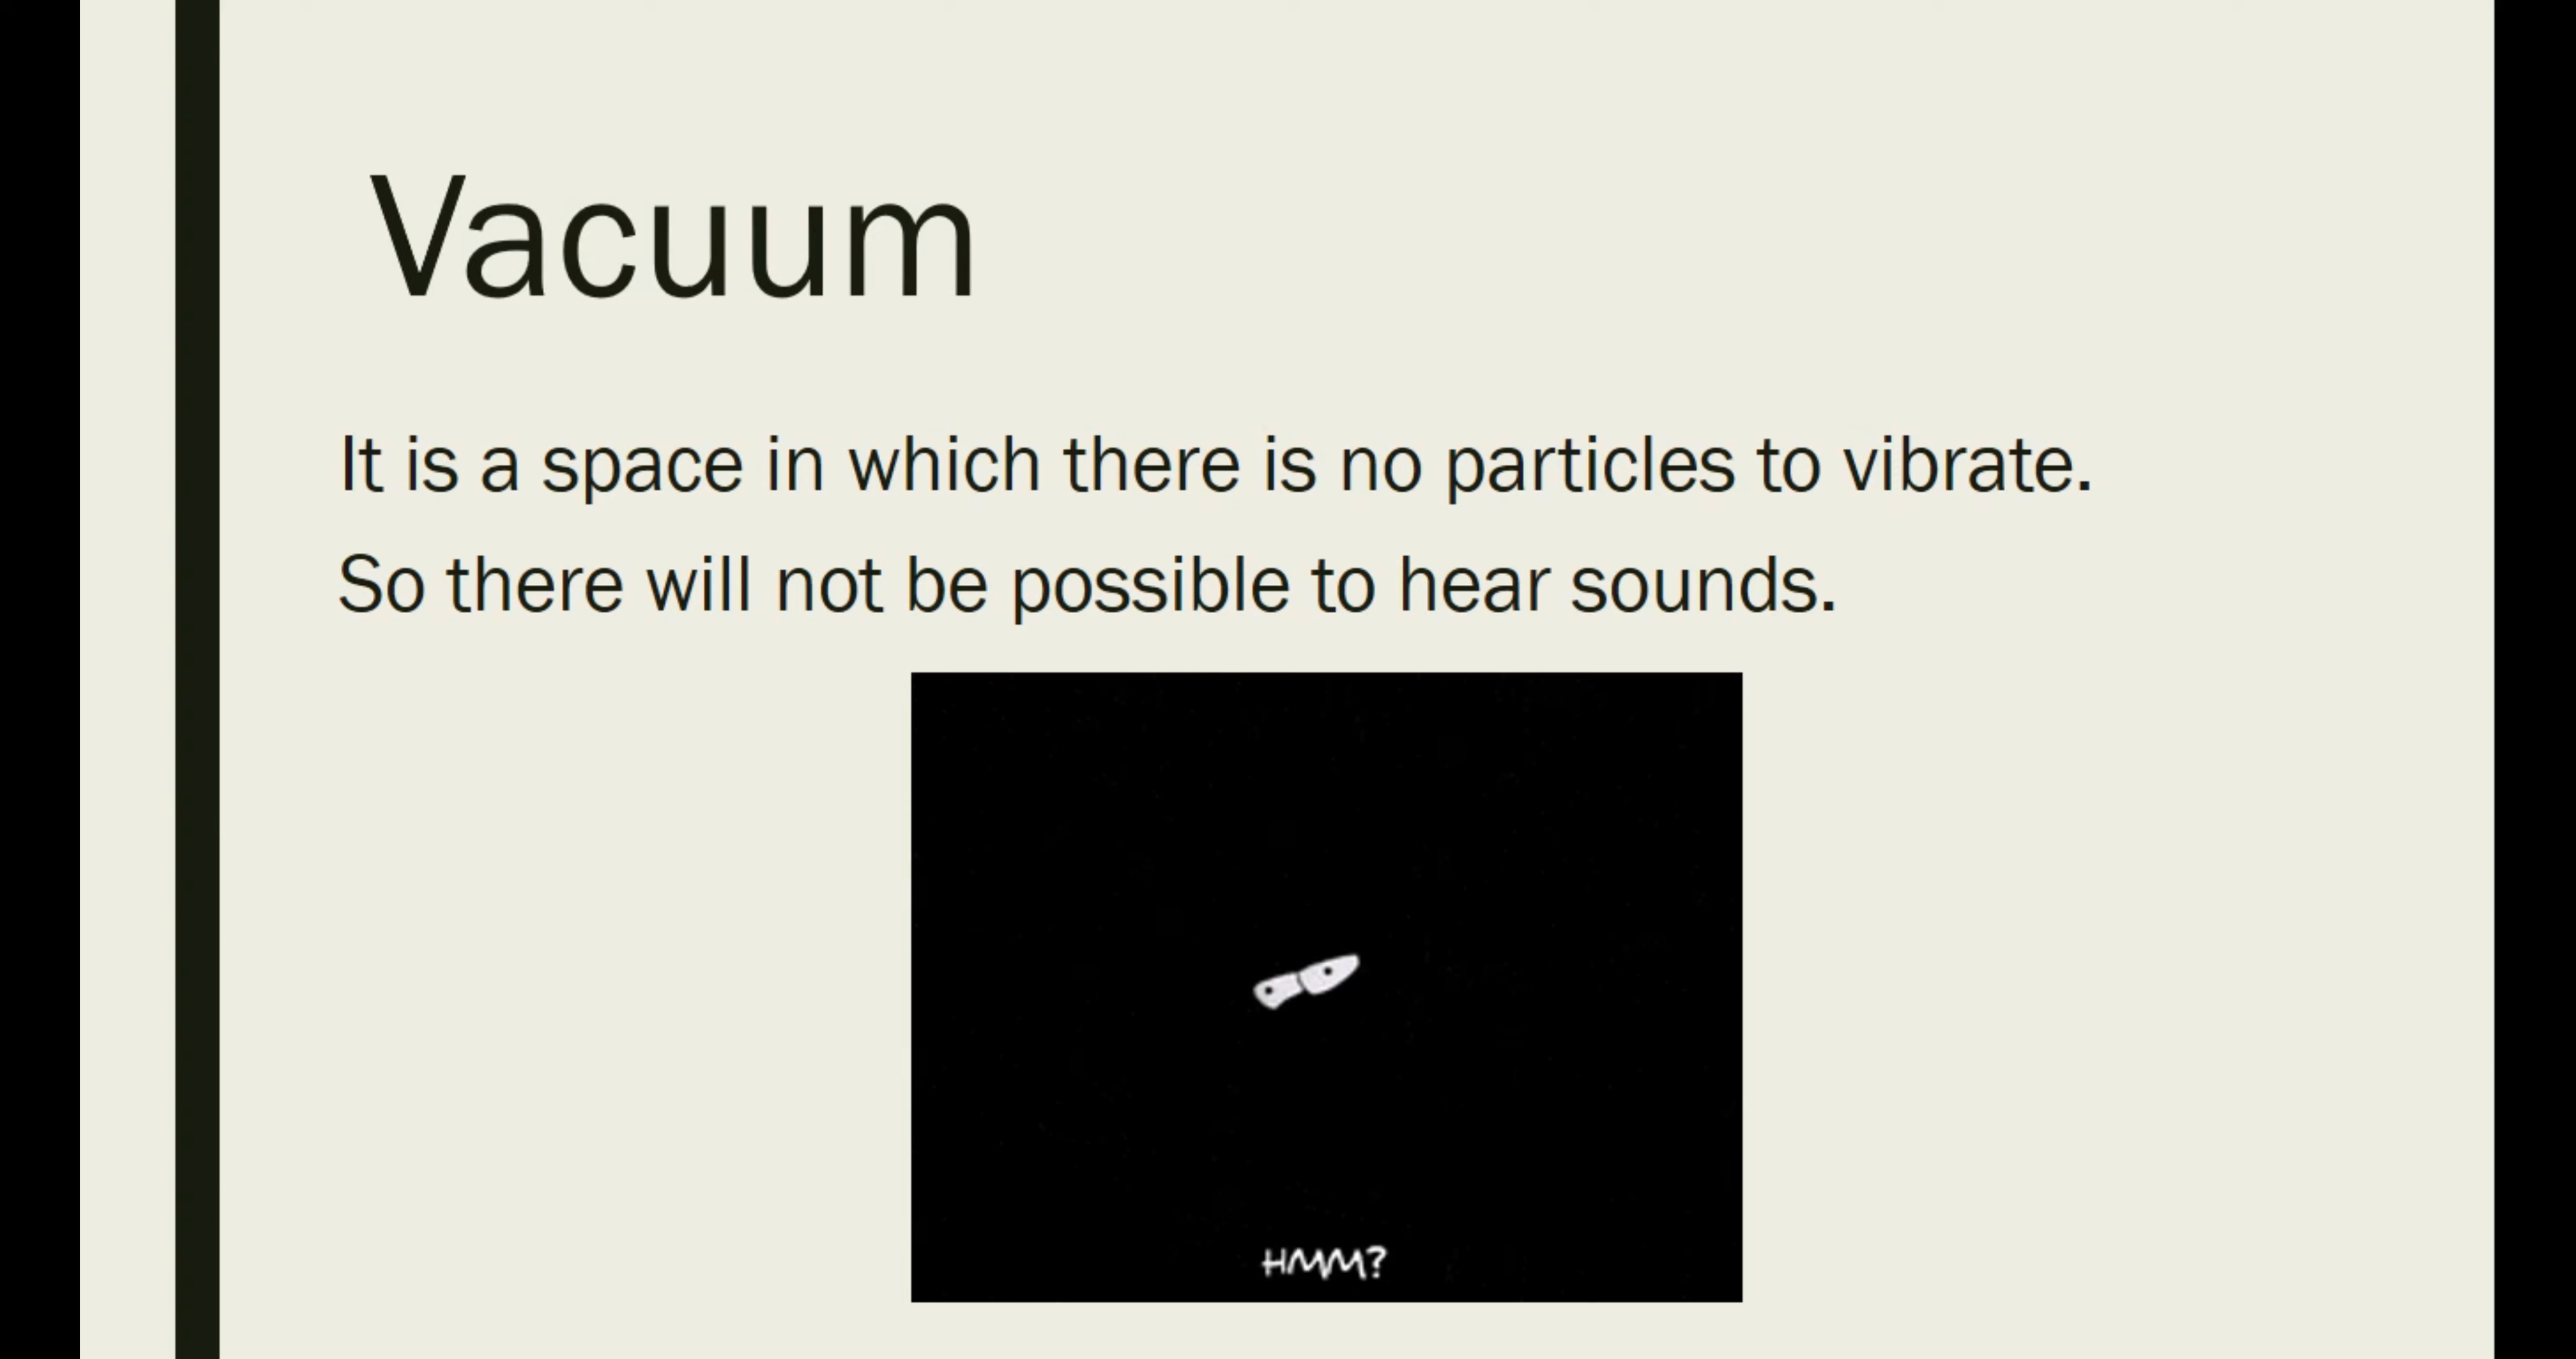 Vacuum
It is a space in which there is no particles to vibrate.
So there will not be possible to hear sounds.
HMM?